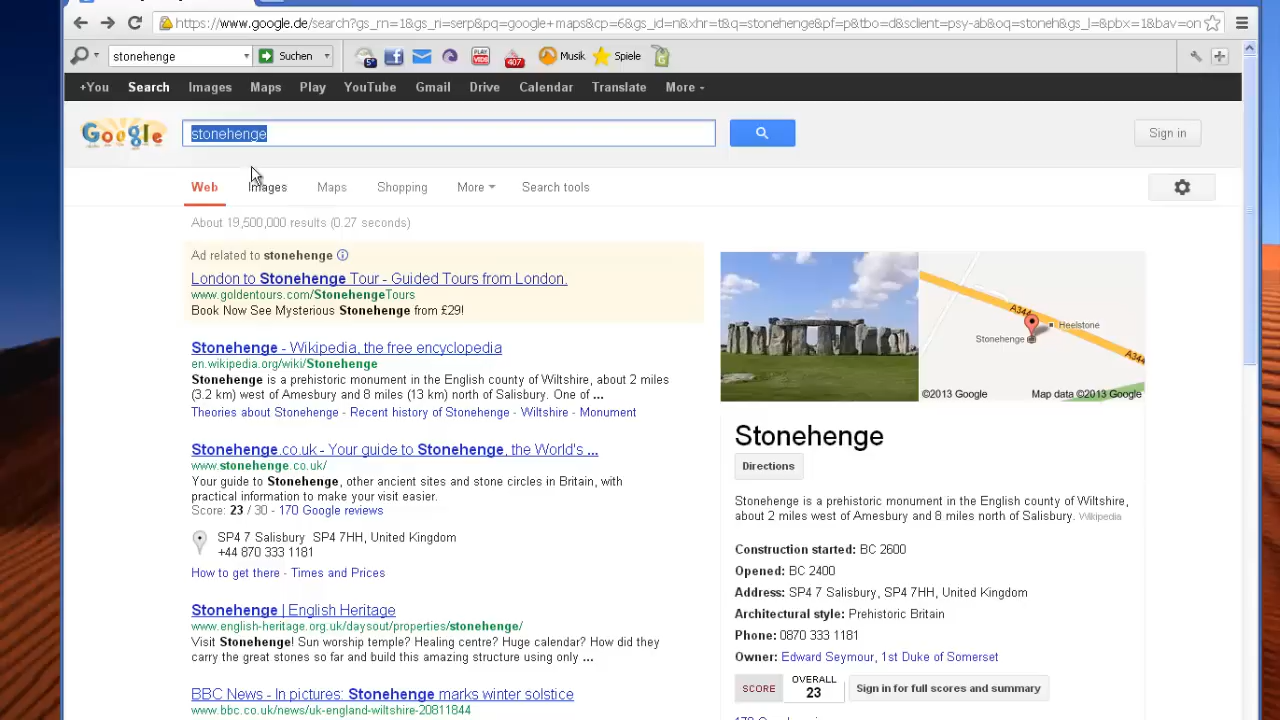 https://www.google.de/search?gs_rn=1&gs_ri=serp&pq=google+maps&cp=6&gs_id=n&xhr=t&q=stonehenge&pf=p&tbo=d&sclient=psy-ab&oq=stoneh&gs_l=&pbx=1&bav=on
stonehenge Suchen 5° PLAY VIDS 407 Musik Spiele
+You Search Images Maps Play YouTube Gmail Drive Calendar Translate More
Google stonehenge Sign in
Web Images Maps Shopping More Search tools
About 19,500,000 results (0.27 seconds)
Ad related to stonehenge
London to Stonehenge Tour - Guided Tours from London.
www.goldentours.com/StonehengeTours
Book Now See Mysterious Stonehenge from £29!
Stonehenge - Wikipedia, the free encyclopedia
en.wikipedia.org/wiki/Stonehenge
Stonehenge is a prehistoric monument in the English county of Wiltshire, about 2 miles
(3.2 km) west of Amesbury and 8 miles (13 km) north of Salisbury. One of ...
Theories about Stonehenge - Recent history of Stonehenge - Wiltshire - Monument
Stonehenge.co.uk - Your guide to Stonehenge, the World's ...
www.stonehenge.co.uk/
Your guide to Stonehenge, other ancient sites and stone circles in Britain, with
practical information to make your visit easier.
Score: 23 / 30 - 170 Google reviews
SP4 7 Salisbury SP4 7HH, United Kingdom
+44 870 333 1181
How to get there - Times and Prices
Stonehenge | English Heritage
www.english-heritage.org.uk/daysout/properties/stonehenge/
Visit Stonehenge! Sun worship temple? Healing centre? Huge calendar? How did they
carry the great stones so far and build this amazing structure using only ...
BBC News - In pictures: Stonehenge marks winter solstice
www.bbc.co.uk/news/uk-england-wiltshire-20811844
A344
Heelstone
Stonehenge
A344
©2013 Google Map data ©2013 Google
Stonehenge
Directions
Stonehenge is a prehistoric monument in the English county of Wiltshire,
about 2 miles west of Amesbury and 8 miles north of Salisbury. Wikipedia
Construction started: BC 2600
Opened: BC 2400
Address: SP4 7 Salisbury, SP4 7HH, United Kingdom
Architectural style: Prehistoric Britain
Phone: 0870 333 1181
Owner: Edward Seymour, 1st Duke of Somerset
SCORE OVERALL 23 Sign in for full scores and summary